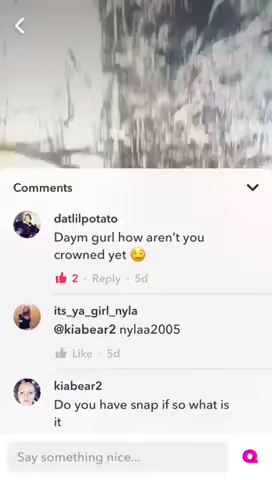 Comments
datlilpotato
Daym gurl how aren't you
crowned yet 😏
2 · Reply · 5d
its_ya_girl_nyla
@kiabear2 nylaa2005
Like · 5d
kiabear2
Do you have snap if so what is
it
Say something nice...